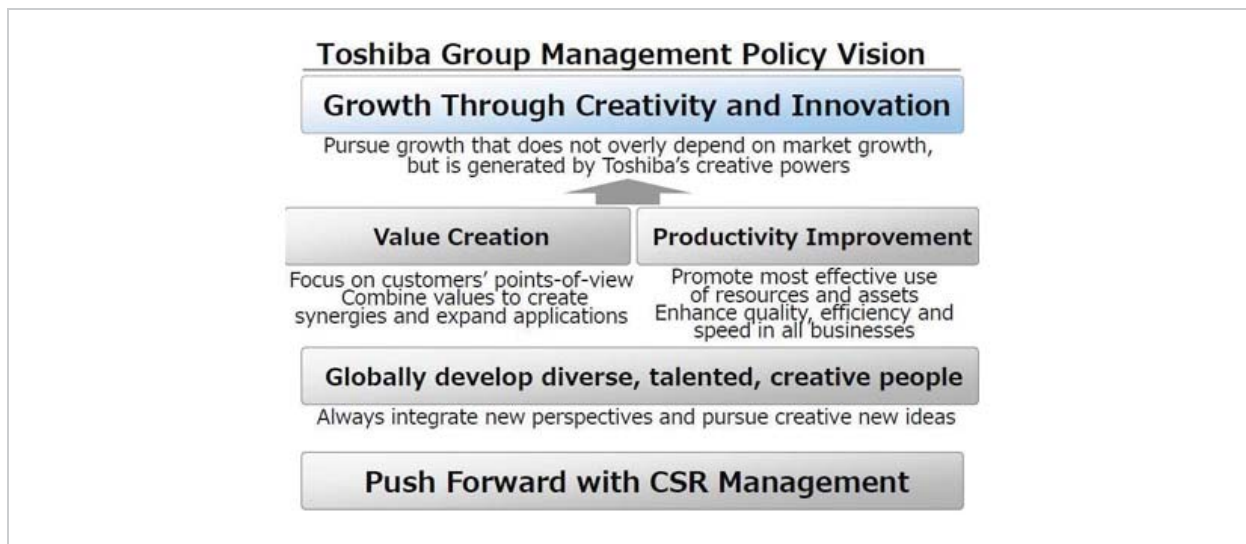 Toshiba Group Management Policy Vision
Growth Through Creativity and Innovation
Pursue growth that does not overly depend on market growth,
but is generated by Toshiba's creative powers
Value Creation
Focus on customers' points-of-view
Combine values to create
synergies and expand applications
Productivity Improvement
Promote most effective use
of resources and assets
Enhance quality, efficiency and
speed in all businesses
Globally develop diverse, talented, creative people
Always integrate new perspectives and pursue creative new ideas
Push Forward with CSR Management